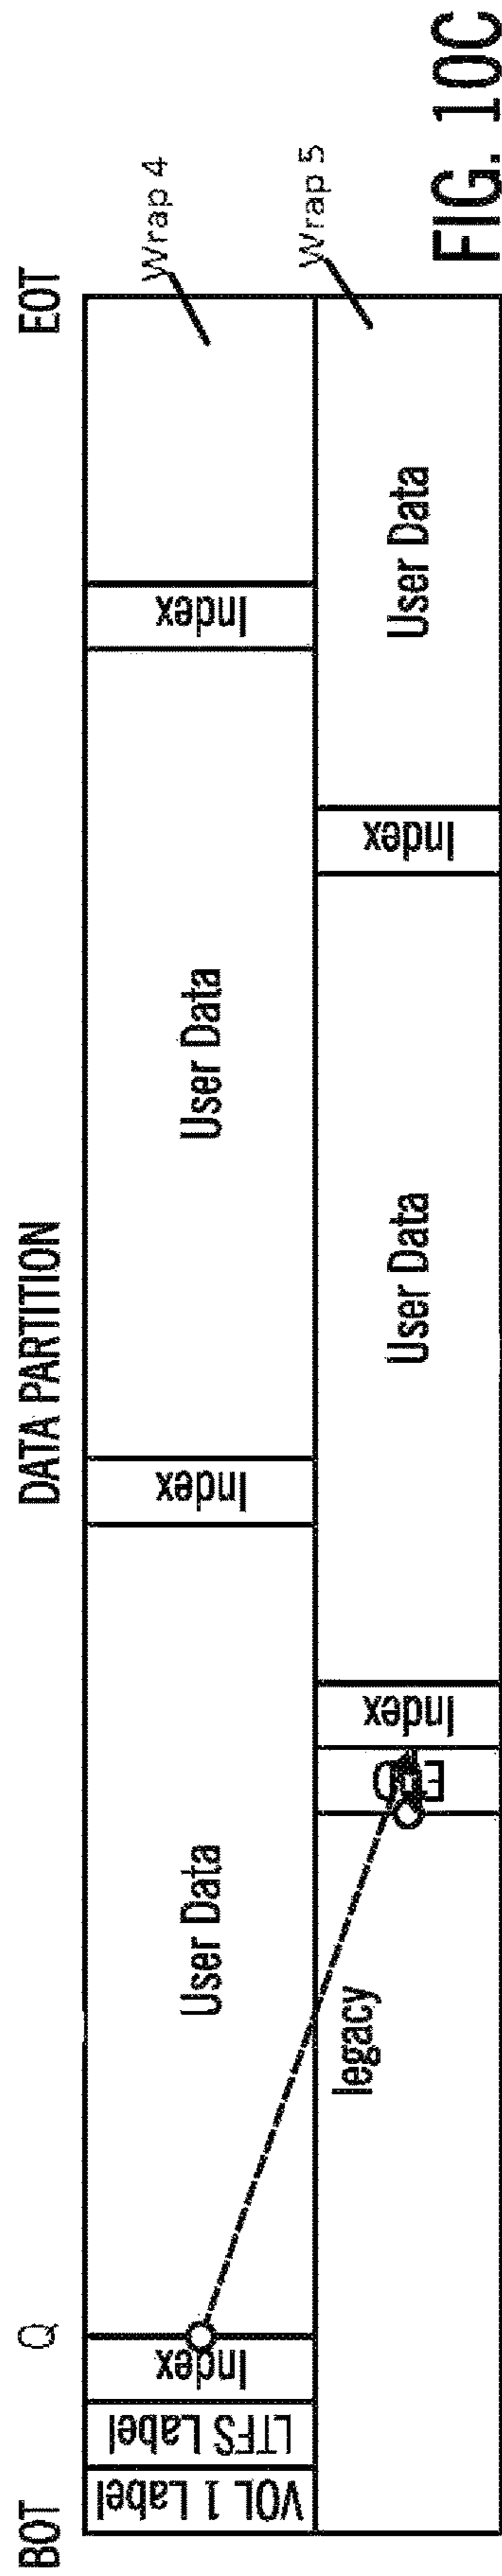 BOT
Q
DATA PARTITION
EOT
VOL 1 Label
LTFS Label
Index
User Data
Index
User Data
Index
Wrap 4
legacy
EOD
Index
User Data
Index
User Data
Wrap 5
FIG. 10C